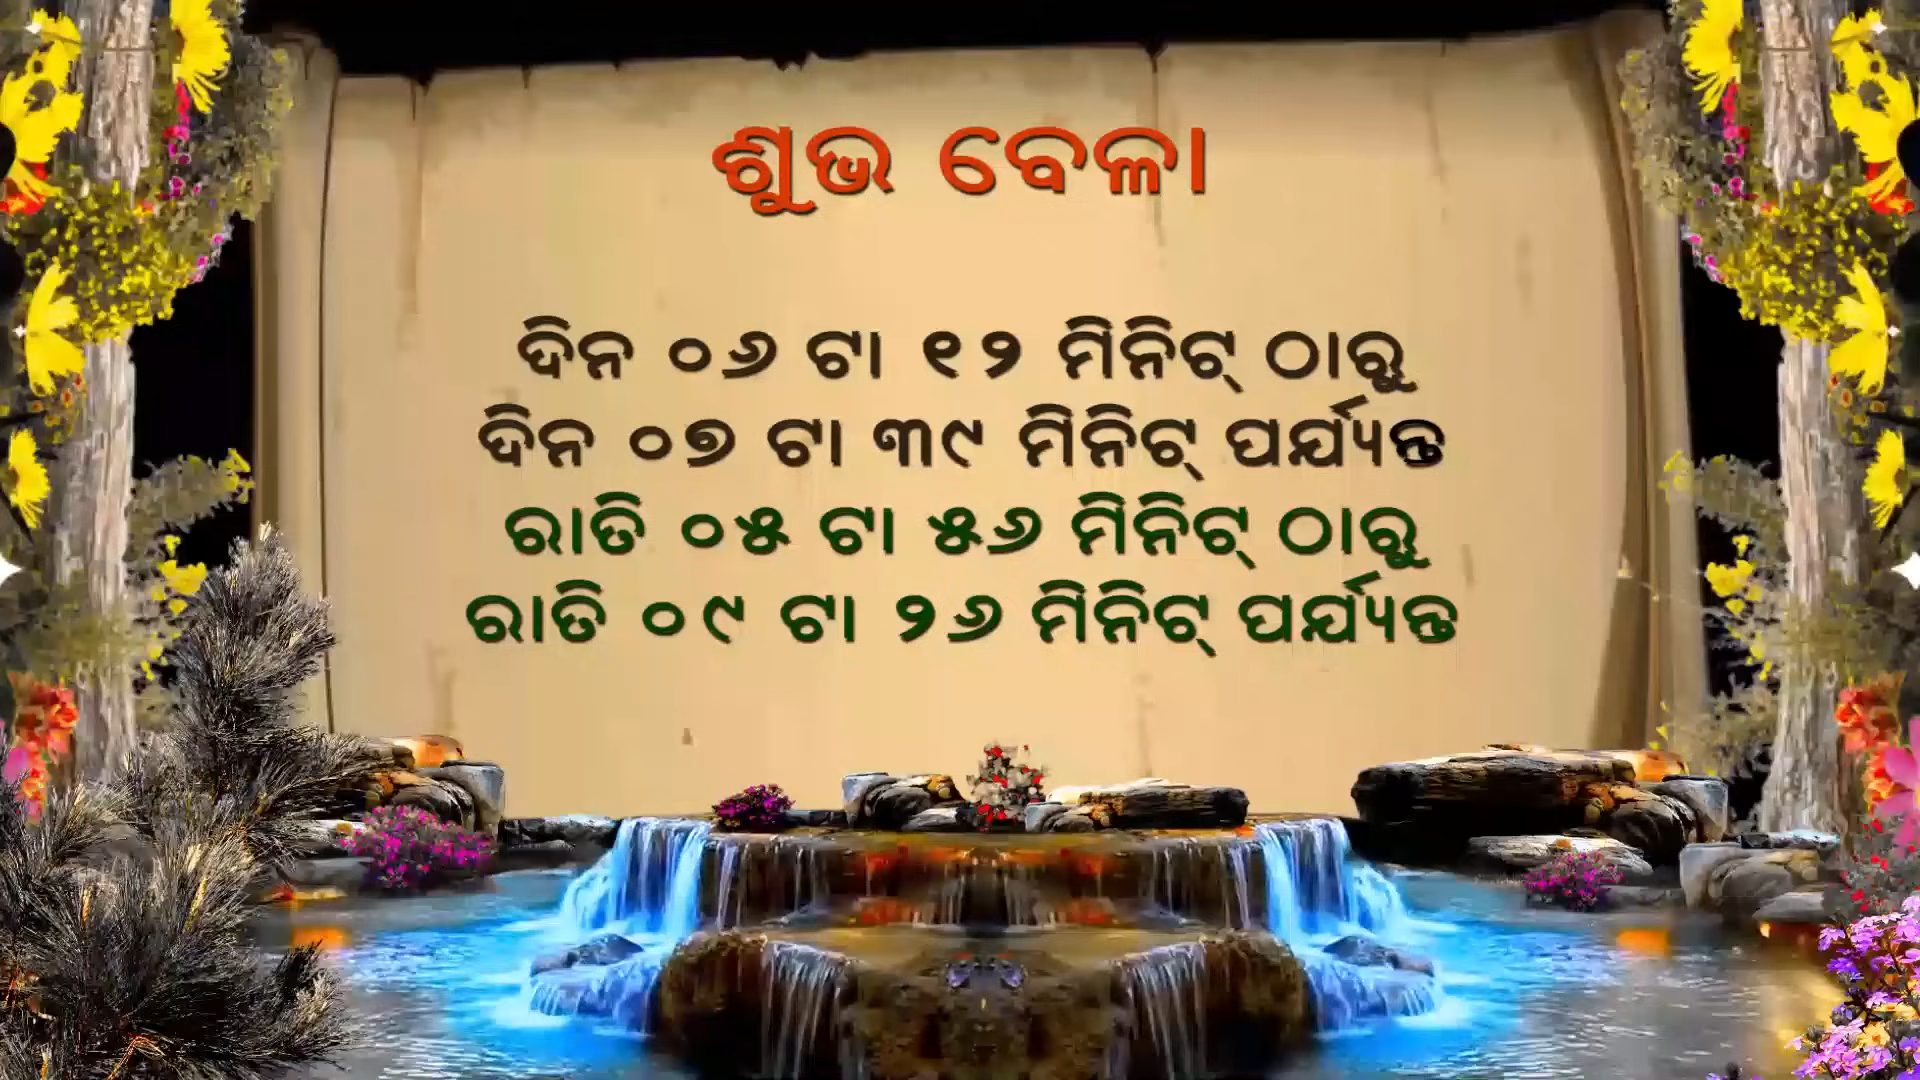 ଶୁଭ ବେଳା
ଦିନ ୦୬ ଟା ୧୨ ମିନିଟ୍ ଠାରୁ
ଦିନ ୦୭ ଟା ୩୯ ମିନିଟ୍ ପର୍ଯ୍ୟନ୍ତ
ରାତି ୦୫ ଟା ୫୬ ମିନିଟ୍ ଠାରୁ
ରାତି ୦୯ ଟା ୨୬ ମିନିଟ୍ ପର୍ଯ୍ୟନ୍ତ